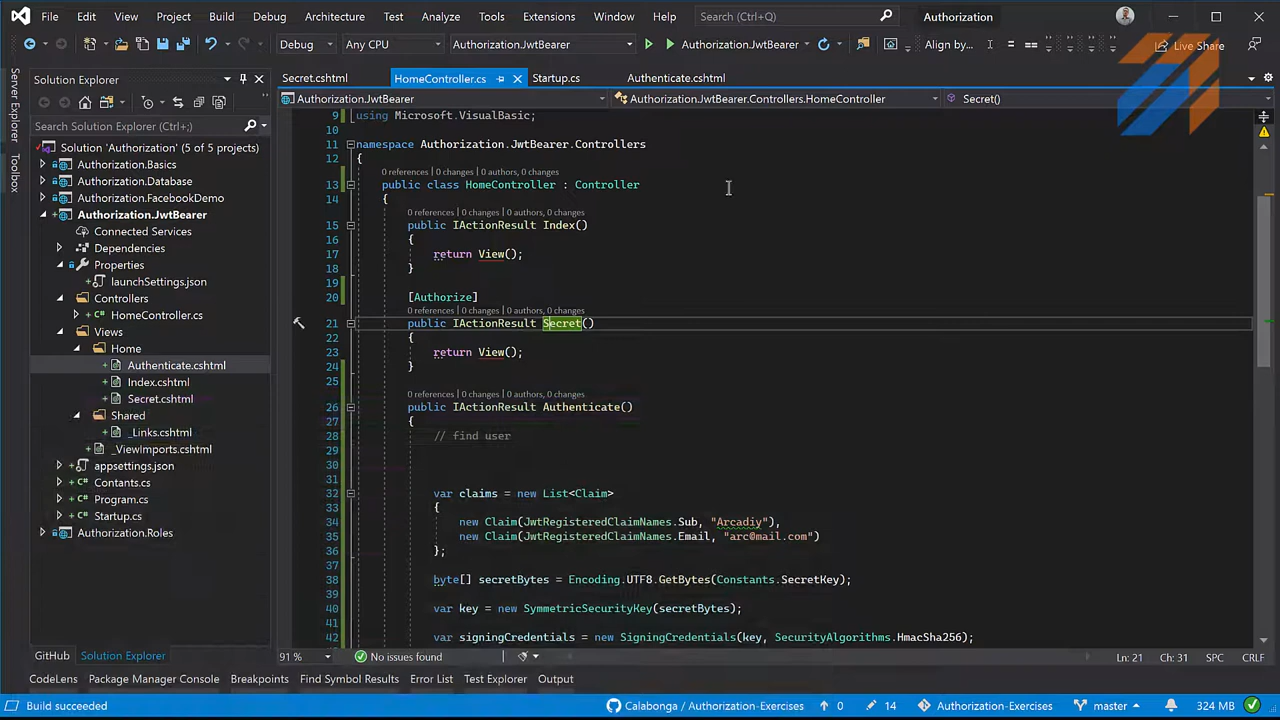 File Edit View Project Build Debug Architecture Test Analyze Tools Extensions Window Help Search (Ctrl+Q) Authorization
Debug Any CPU Authorization.JwtBearer Authorization.JwtBearer Align by... Live Share
Server Explorer
Toolbox
Solution Explorer
Search Solution Explorer (Ctrl+;)
Solution 'Authorization' (5 of 5 projects)
Authorization.Basics
Authorization.Database
Authorization.FacebookDemo
Authorization.JwtBearer
Connected Services
Dependencies
Properties
launchSettings.json
Controllers
HomeController.cs
Views
Home
Authenticate.cshtml
Index.cshtml
Secret.cshtml
Shared
_Links.cshtml
_ViewImports.cshtml
appsettings.json
Contants.cs
Program.cs
Startup.cs
Authorization.Roles
GitHub Solution Explorer
Secret.cshtml HomeController.cs Startup.cs Authenticate.cshtml
Authorization.JwtBearer Authorization.JwtBearer.Controllers.HomeController Secret()
9 using Microsoft.VisualBasic;
10
11 namespace Authorization.JwtBearer.Controllers
12 {
0 references | 0 changes | 0 authors, 0 changes
13 public class HomeController : Controller
14 {
0 references | 0 changes | 0 authors, 0 changes
15 public IActionResult Index()
16 {
17 return View();
18 }
19
20 [Authorize]
0 references | 0 changes | 0 authors, 0 changes
21 public IActionResult Secret()
22 {
23 return View();
24 }
25
0 references | 0 changes | 0 authors, 0 changes
26 public IActionResult Authenticate()
27 {
28 // find user
29
30
31
32 var claims = new List<Claim>
33 {
34 new Claim(JwtRegisteredClaimNames.Sub, "Arcadiy"),
35 new Claim(JwtRegisteredClaimNames.Email, "arc@mail.com")
36 };
37
38 byte[] secretBytes = Encoding.UTF8.GetBytes(Constants.SecretKey);
39
40 var key = new SymmetricSecurityKey(secretBytes);
41
42 var signingCredentials = new SigningCredentials(key, SecurityAlgorithms.HmacSha256);
91 % No issues found Ln: 21 Ch: 31 SPC CRLF
CodeLens Package Manager Console Breakpoints Find Symbol Results Error List Test Explorer Output
Build succeeded Calabonga / Authorization-Exercises 0 14 Authorization-Exercises master 324 MB